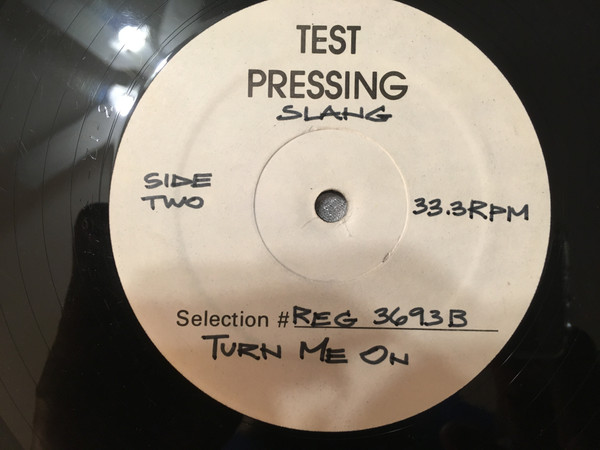 TEST
PRESSING
SLANG
SIDE
TWO
33.3RPM
Selection # REG 3693B
TURN ME ON